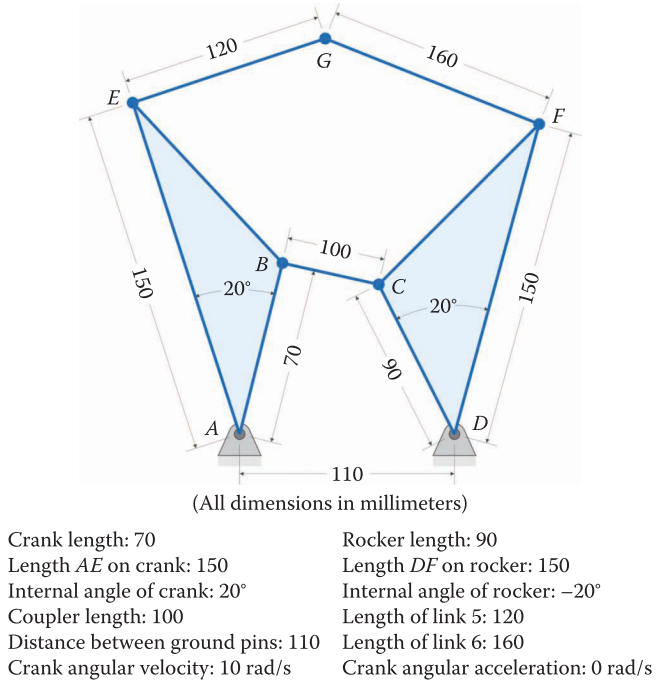 120
G
160
E
F
100
B
C
20°
20°
150
150
70
90
A
D
110
(All dimensions in millimeters)
Crank length: 70
Length AE on crank: 150
Internal angle of crank: 20°
Coupler length: 100
Distance between ground pins: 110
Crank angular velocity: 10 rad/s
Rocker length: 90
Length DF on rocker: 150
Internal angle of rocker: –20°
Length of link 5: 120
Length of link 6: 160
Crank angular acceleration: 0 rad/s